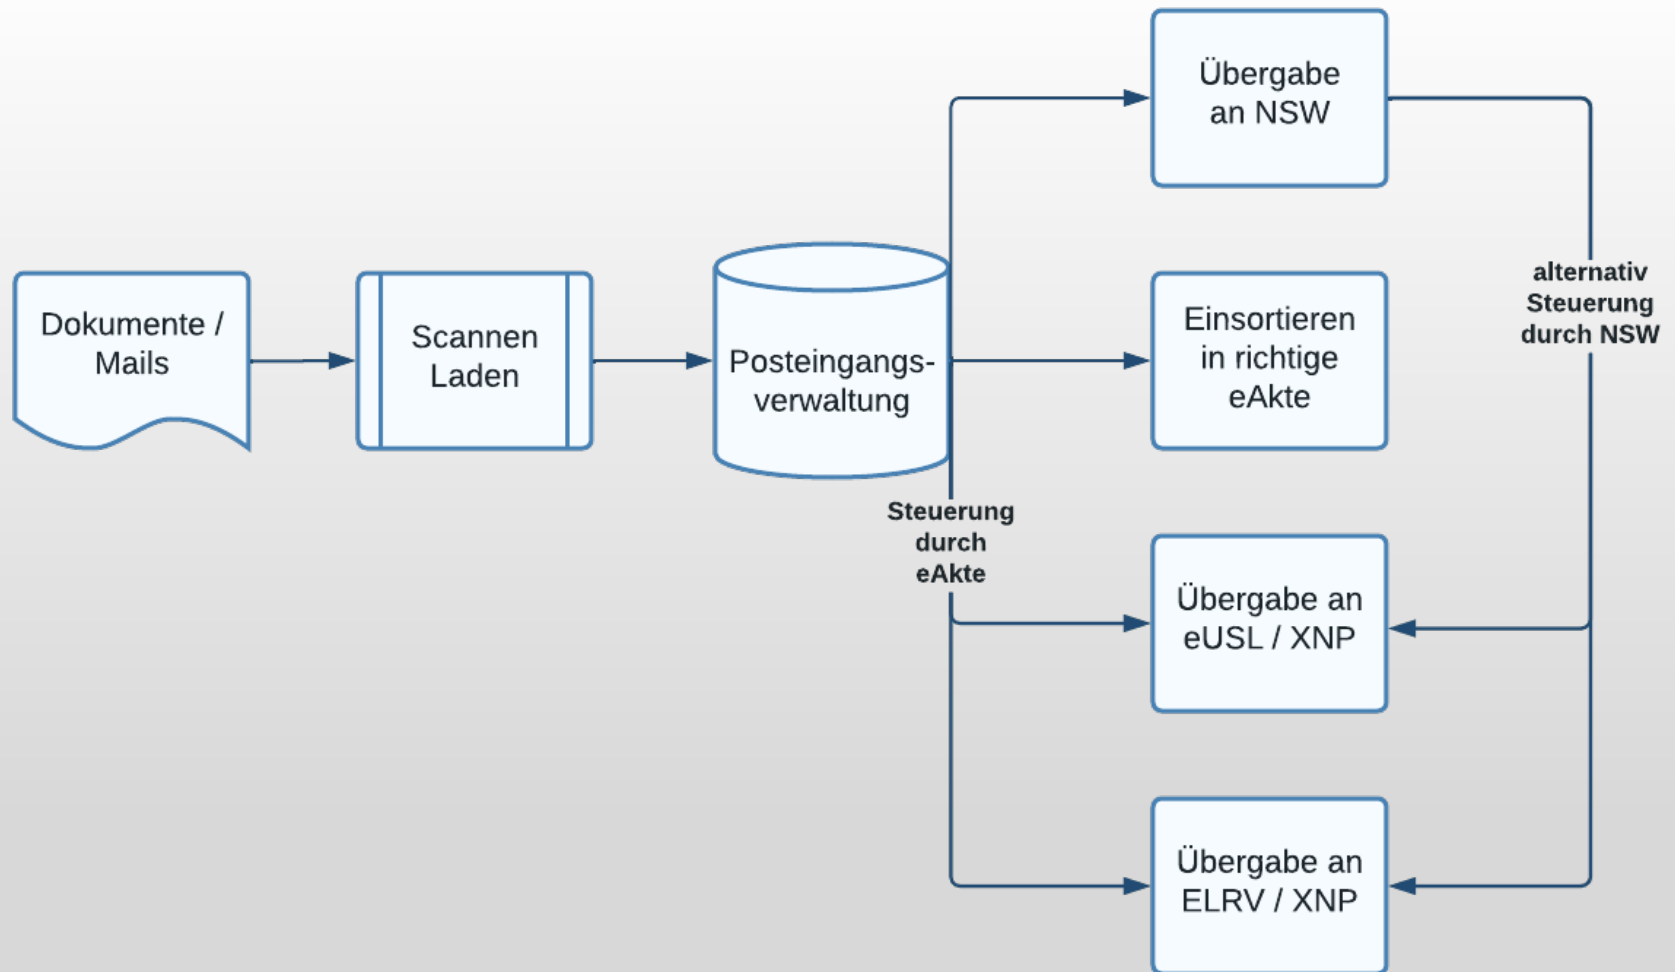 Dokumente /
Mails
Scannen
Laden
Posteingangs-
verwaltung
Steuerung
durch
eAkte
Übergabe
an NSW
Einsortieren
in richtige
eAkte
Übergabe an
eUSL / XNP
Übergabe an
ELRV / XNP
alternativ
Steuerung
durch NSW